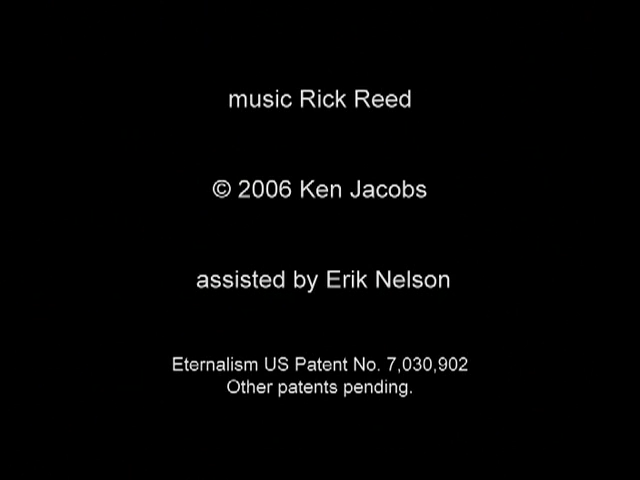 music Rick Reed
© 2006 Ken Jacobs
assisted by Erik Nelson
Eternalism US Patent No. 7,030,902
Other patents pending.